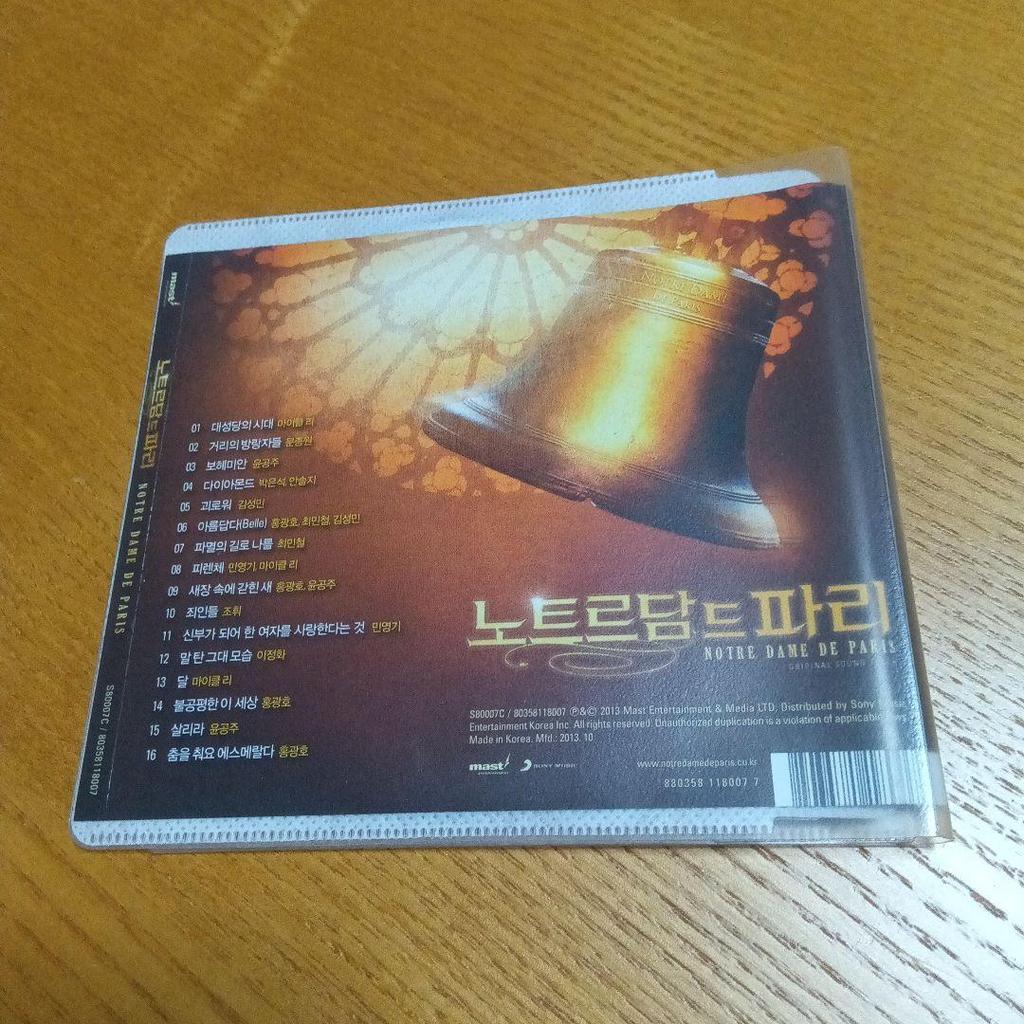 mast
노트르담 드 파리
NOTRE DAME DE PARIS
S80007C / 80358118007
NOTRE DAME
DE PARIS
01 대성당의 시대 마이클 리
02 거리의 방랑자들 문종원
03 보헤미안 윤공주
04 다이아몬드 박은석, 안솔지
05 괴로워 김성민
06 아름답다(Belle) 홍광호, 최민철, 김성민
07 파멸의 길로 나를 최민철
08 피렌체 민영기, 마이클 리
09 새장 속에 갇힌 새 홍광호, 윤공주
10 죄인들 조휘
11 신부가 되어 한 여자를 사랑한다는 것 민영기
12 말 탄 그대 모습 이정화
13 달 마이클 리
14 불공평한 이 세상 홍광호
15 살리라 윤공주
16 춤을 춰요 에스메랄다 홍광호
노트르담 드 파리
NOTRE DAME DE PARIS
ORIGINAL SOUND
S80007C / 80358118007 ℗&© 2013 Mast Entertainment & Media LTD. Distributed by Sony Music
Entertainment Korea Inc. All rights reserved. Unauthorized duplication is a violation of applicable laws.
Made in Korea. Mfd.: 2013. 10
mast SONY MUSIC
www.notredamedeparis.co.kr
880358 118007 7